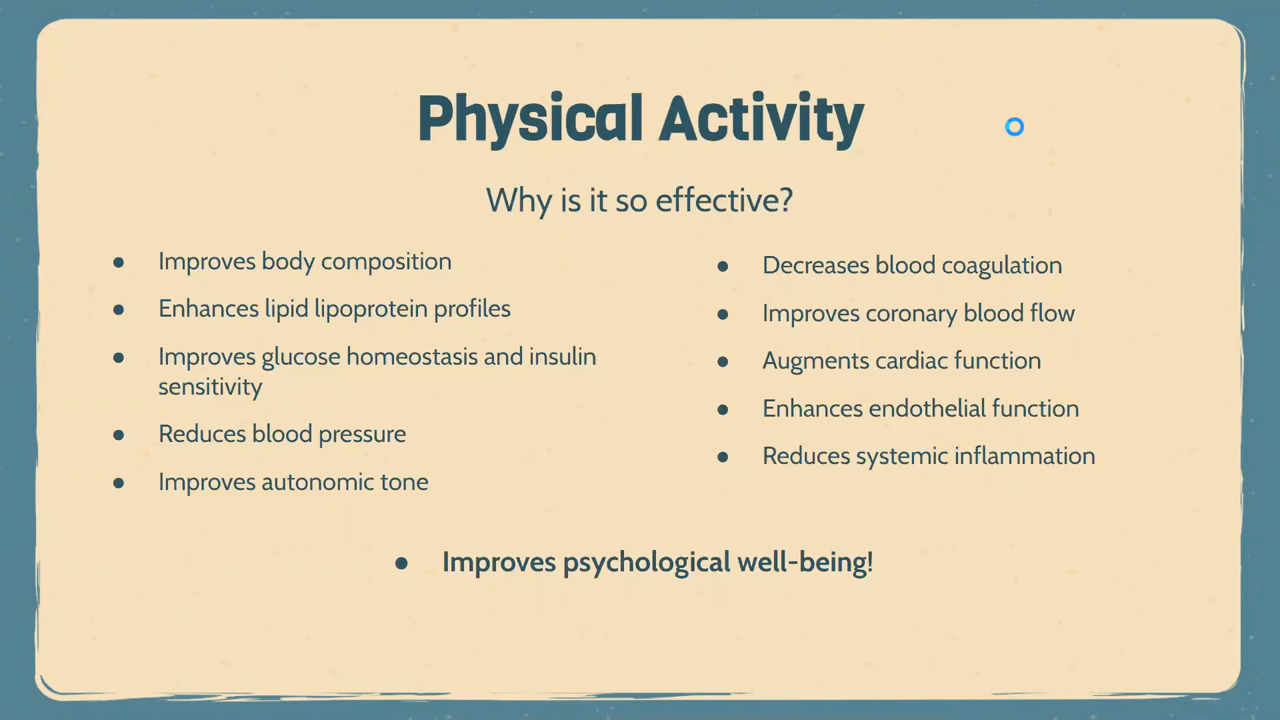 Physical Activity
Why is it so effective?
● Improves body composition
● Enhances lipid lipoprotein profiles
● Improves glucose homeostasis and insulin
sensitivity
● Reduces blood pressure
● Improves autonomic tone
● Decreases blood coagulation
● Improves coronary blood flow
● Augments cardiac function
● Enhances endothelial function
● Reduces systemic inflammation
● Improves psychological well-being!